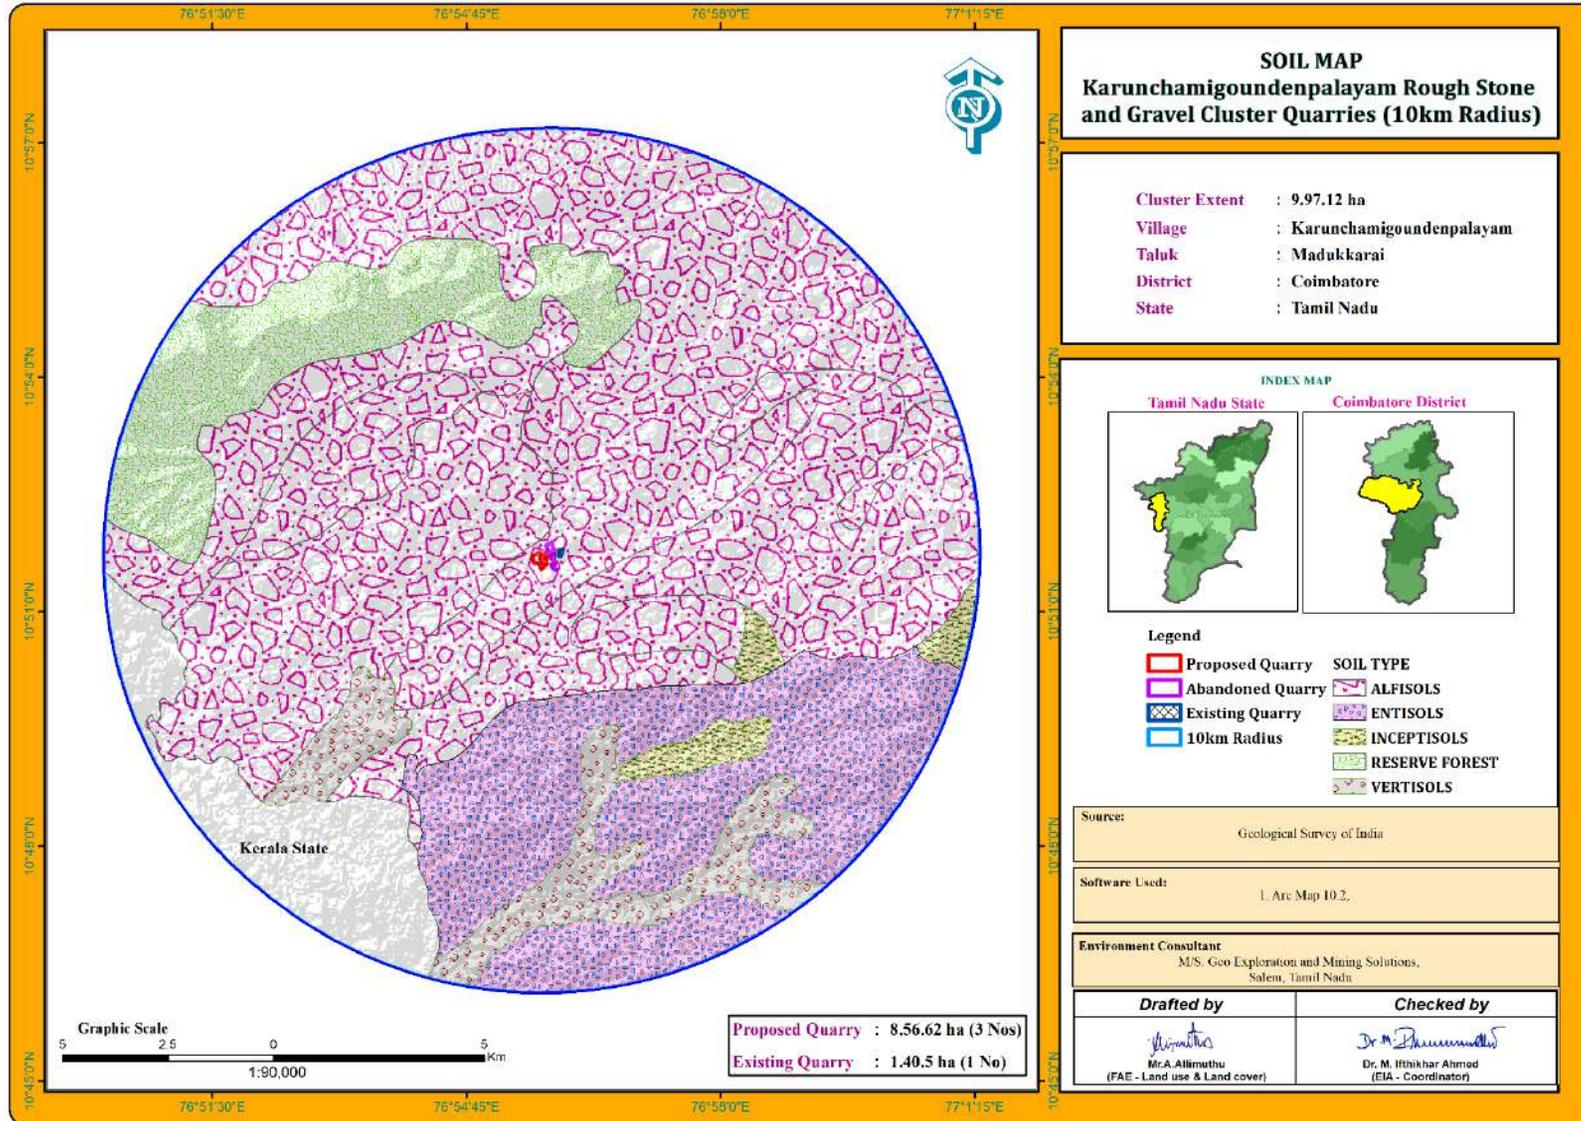 76°51'30"E 76°54'45"E 76°58'0"E 77°1'15"E
10°57'0"N
10°54'0"N
10°51'0"N
10°48'0"N
10°45'0"N
10°57'0"N
10°54'0"N
10°51'0"N
10°48'0"N
10°45'0"N
N
Kerala State
Graphic Scale
5 2.5 0 5
Km
1:90,000
Proposed Quarry : 8.56.62 ha (3 Nos)
Existing Quarry : 1.40.5 ha (1 No)
76°51'30"E 76°54'45"E 76°58'0"E 77°1'15"E
SOIL MAP
Karunchamigoundenpalayam Rough Stone
and Gravel Cluster Quarries (10km Radius)
Cluster Extent : 9.97.12 ha
Village : Karunchamigoundenpalayam
Taluk : Madukkarai
District : Coimbatore
State : Tamil Nadu
INDEX MAP
Tamil Nadu State Coimbatore District
Legend
Proposed Quarry
Abandoned Quarry
Existing Quarry
10km Radius
SOIL TYPE
ALFISOLS
ENTISOLS
INCEPTISOLS
RESERVE FOREST
VERTISOLS
Source:
Geological Survey of India
Software Used:
1. Arc Map 10.2,
Environment Consultant
M/S. Geo Exploration and Mining Solutions,
Salem, Tamil Nadu
Drafted by
Mr.A.Allimuthu
(FAE - Land use & Land cover)
Checked by
Dr. M. Ifthikhar Ahmed
(EIA - Coordinator)